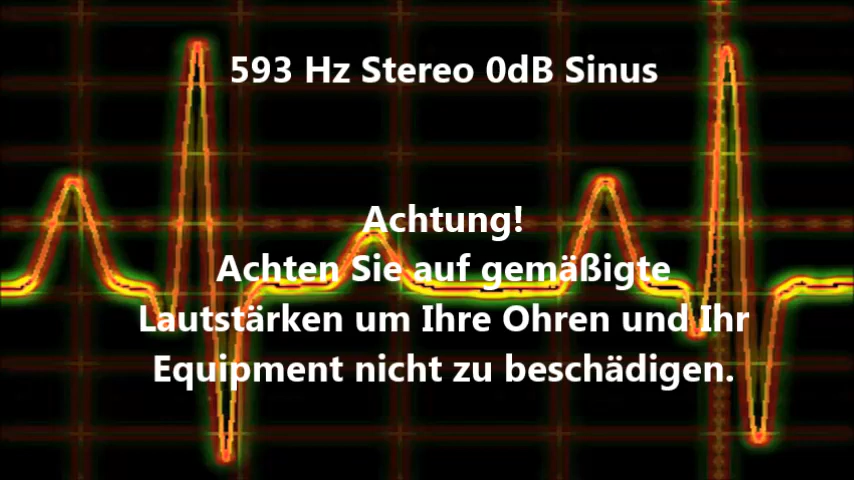 593 Hz Stereo 0dB Sinus
Achtung!
Achten Sie auf gemäßigte
Lautstärken um Ihre Ohren und Ihr
Equipment nicht zu beschädigen.